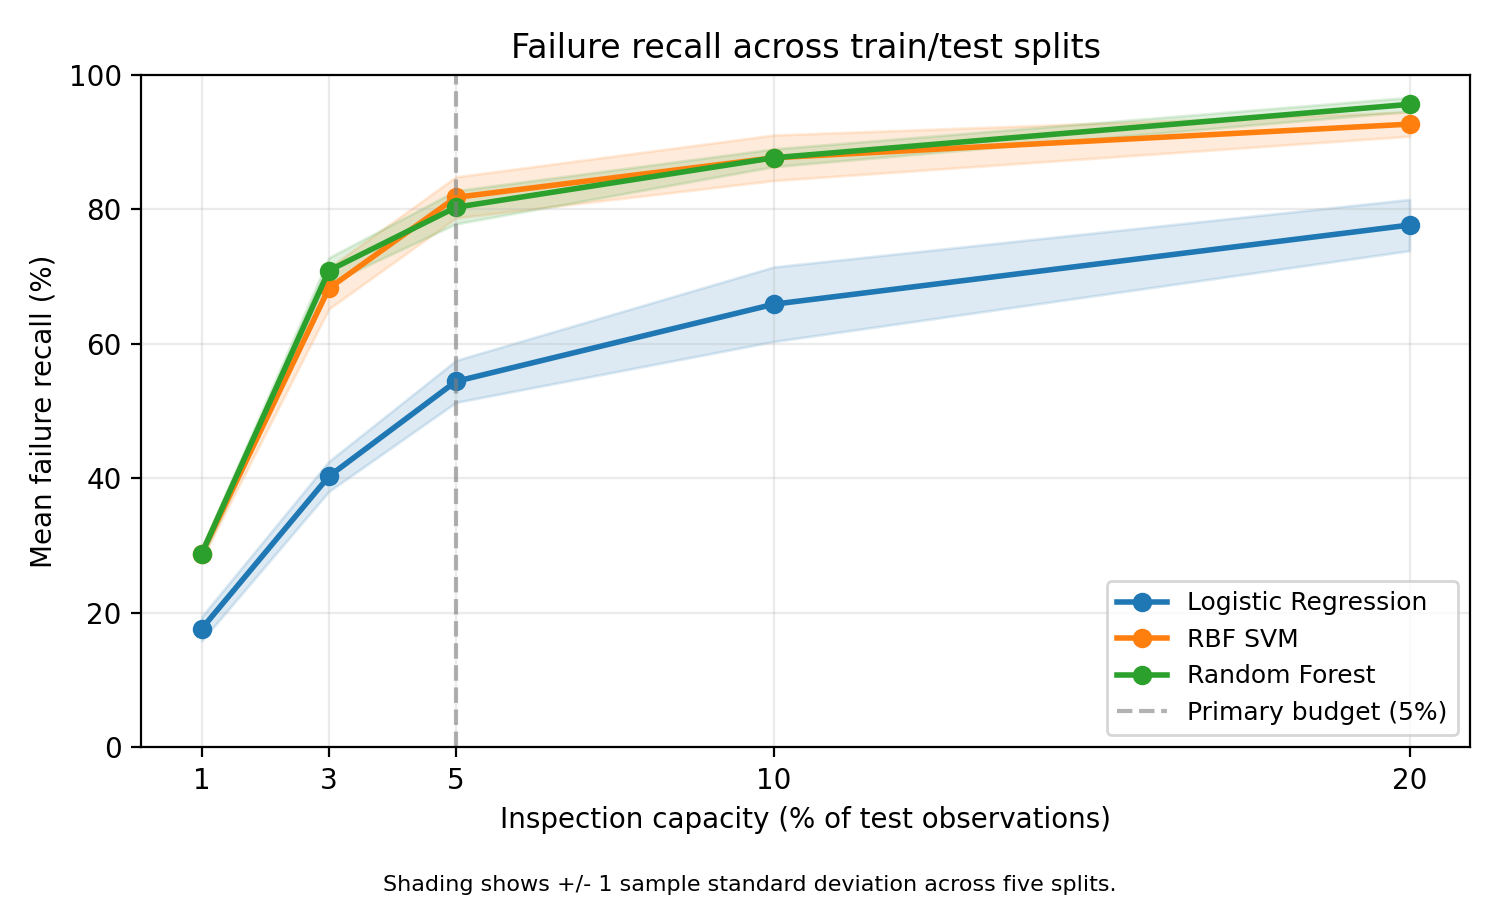 Failure recall across train/test splits
Mean failure recall (%)
100
80
60
40
20
0
1 3 5 10 20
Inspection capacity (% of test observations)
Logistic Regression
RBF SVM
Random Forest
Primary budget (5%)
Shading shows +/- 1 sample standard deviation across five splits.